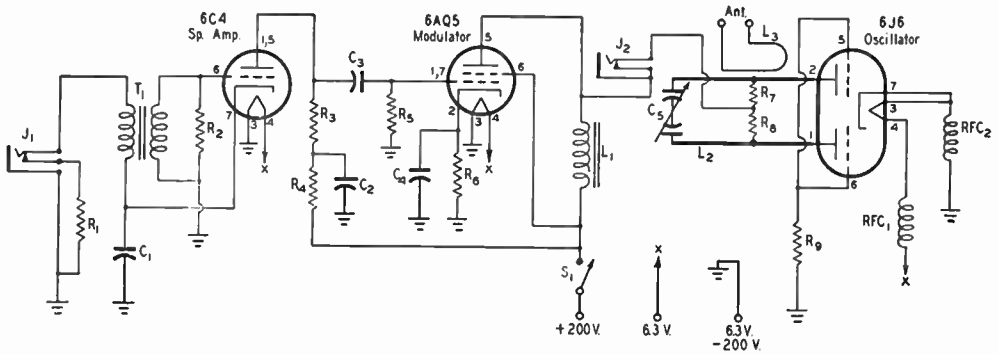 6C4
Sp. Amp.
6AQ5
Modulator
Ant.
6J6
Oscillator
1,5
5
J2
L3
5
T1
6
C3
1,7
6
2
7
R7
C5
3
R2
7
3
4
R3
R5
2
3
4
L1
R8
1
4
J1
L2
RFC2
X
X
6
R4
C2
C4
R6
R1
RFC1
C1
R9
X
S1
X
+200 V.
6.3 V.
6.3 V.
-200 V.